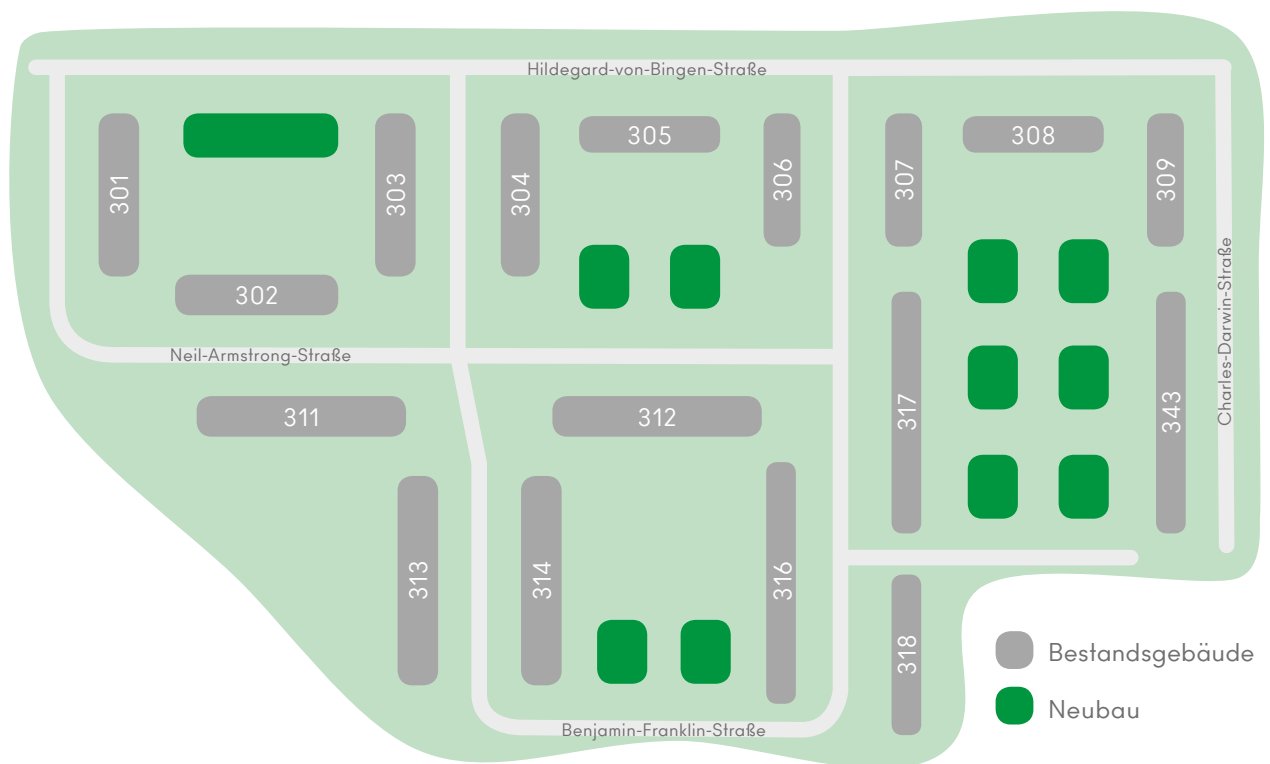 Hildegard-von-Bingen-Straße
305
308
301
303
304
306
307
309
302
Neil-Armstrong-Straße
Charles-Darwin-Straße
311
312
317
343
313
314
316
318
Benjamin-Franklin-Straße
Bestandsgebäude
Neubau